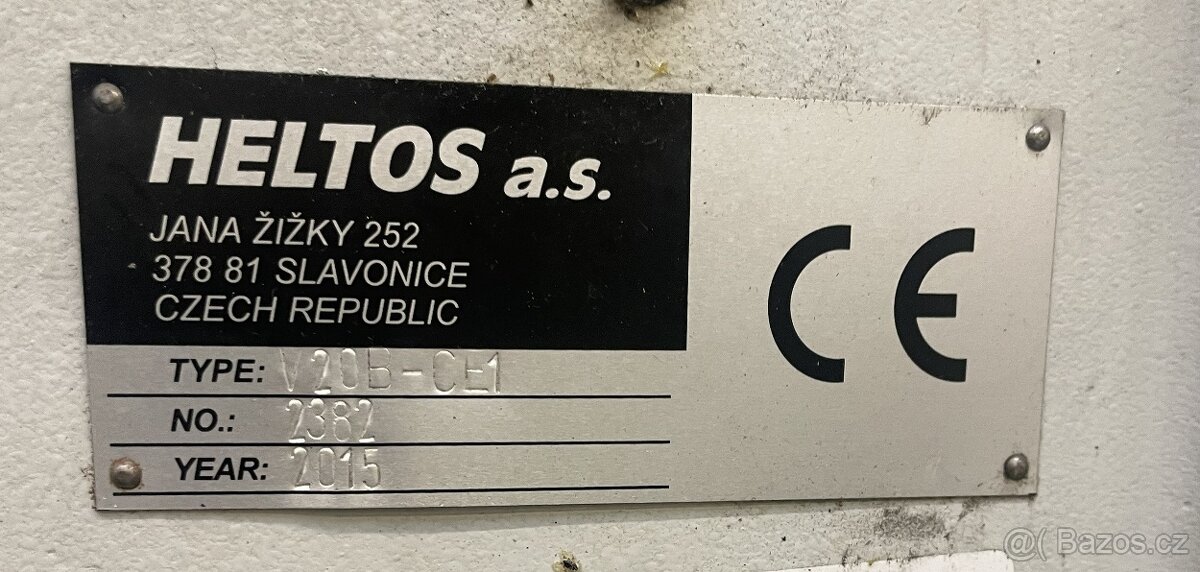 HELTOS a.s.
JANA ŽIŽKY 252
378 81 SLAVONICE
CZECH REPUBLIC
TYPE: V20B-CE1
NO.: 2382
YEAR: 2015
CE
@( Bazos.cz